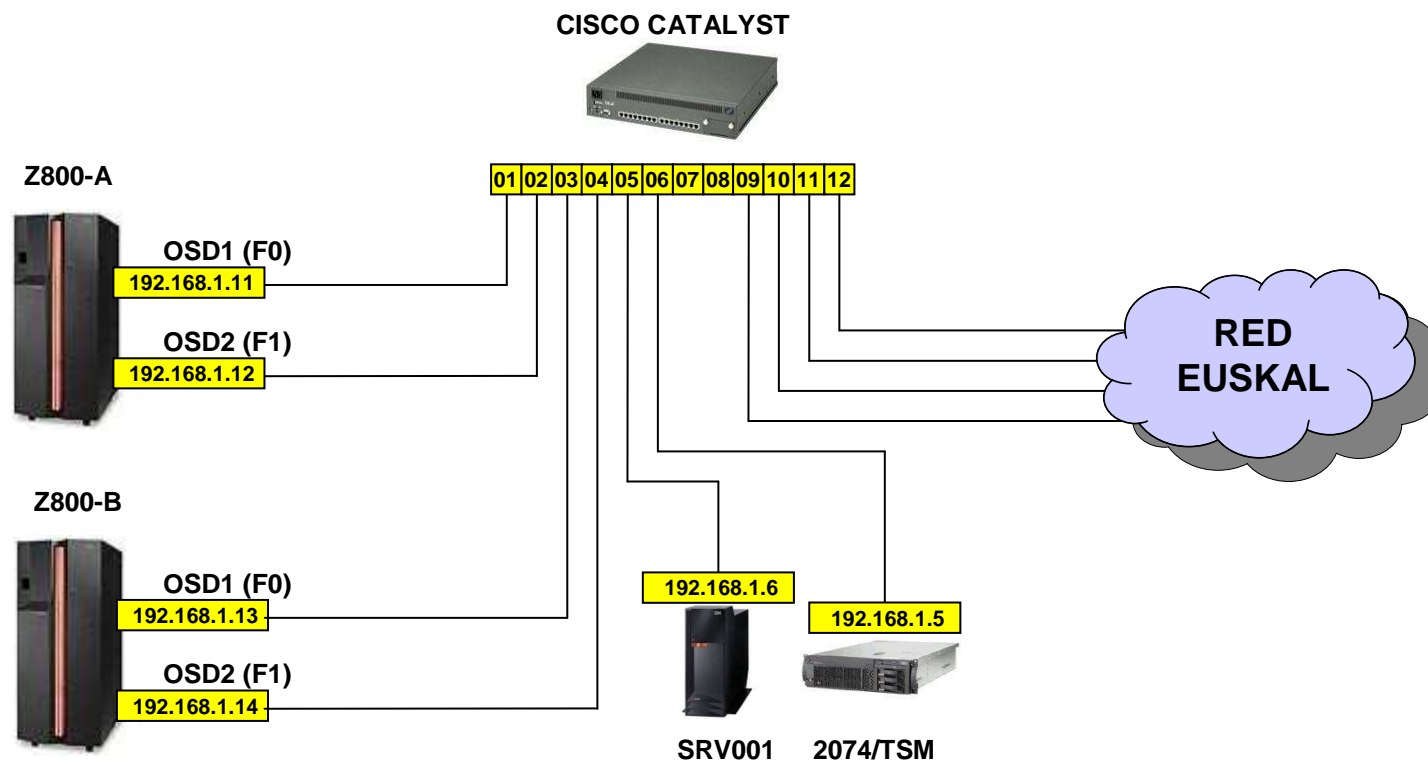 CISCO CATALYST
01 02 03 04 05 06 07 08 09 10 11 12
Z800-A
OSD1 (F0)
192.168.1.11
OSD2 (F1)
192.168.1.12
RED
EUSKAL
Z800-B
OSD1 (F0)
192.168.1.13
OSD2 (F1)
192.168.1.14
192.168.1.6
192.168.1.5
SRV001
2074/TSM